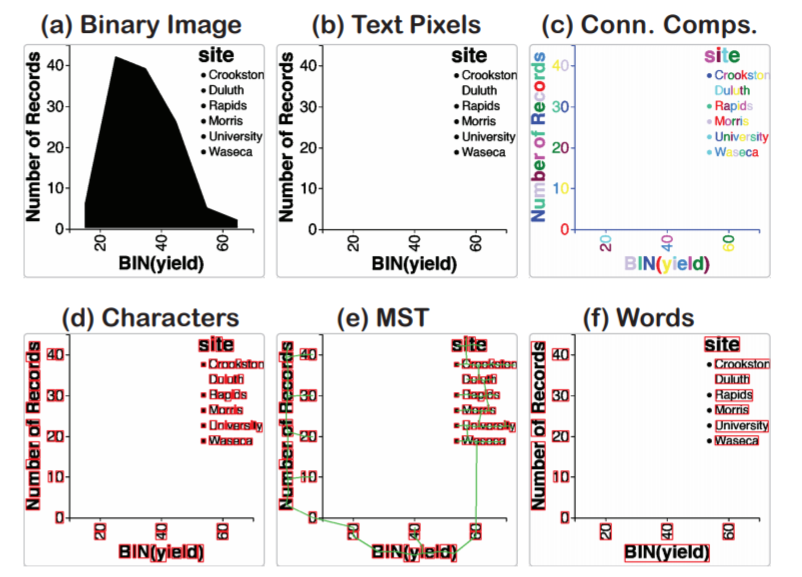 (a) Binary Image
Number of Records
40
30
20
10
0
20 40 60
BIN(yield)
site
Crookston
Duluth
Rapids
Morris
University
Waseca
(b) Text Pixels
Number of Records
40
30
20
10
0
20 40 60
BIN(yield)
site
Crookston
Duluth
Rapids
Morris
University
Waseca
(c) Conn. Comps.
Number of Records
40
30
20
10
0
20 40 60
BIN(yield)
site
Crookston
Duluth
Rapids
Morris
University
Waseca
(d) Characters
Number of Records
40
30
20
10
0
20 40 60
BIN(yield)
site
Crookston
Duluth
Rapids
Morris
University
Waseca
(e) MST
Number of Records
40
30
20
10
0
20 40 60
BIN(yield)
site
Crookston
Duluth
Rapids
Morris
University
Waseca
(f) Words
Number of Records
40
30
20
10
0
20 40 60
BIN(yield)
site
Crookston
Duluth
Rapids
Morris
University
Waseca